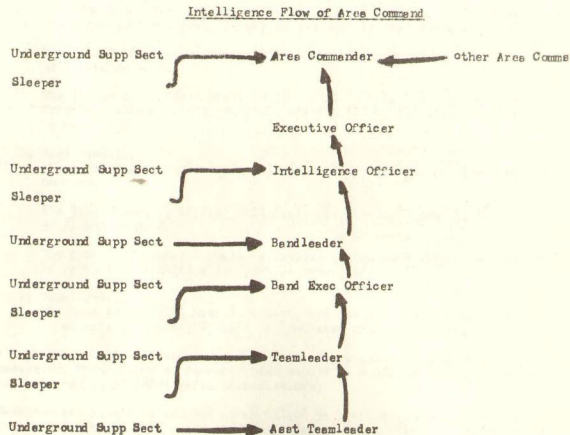 Intelligence Flow of Area Command
Underground Supp Sect Area Commander other Area Comms
Sleeper
Executive Officer
Underground Supp Sect Intelligence Officer
Sleeper
Underground Supp Sect Bandleader
Underground Supp Sect Band Exec Officer
Sleeper
Underground Supp Sect Teamleader
Sleeper
Underground Supp Sect Asst Teamleader